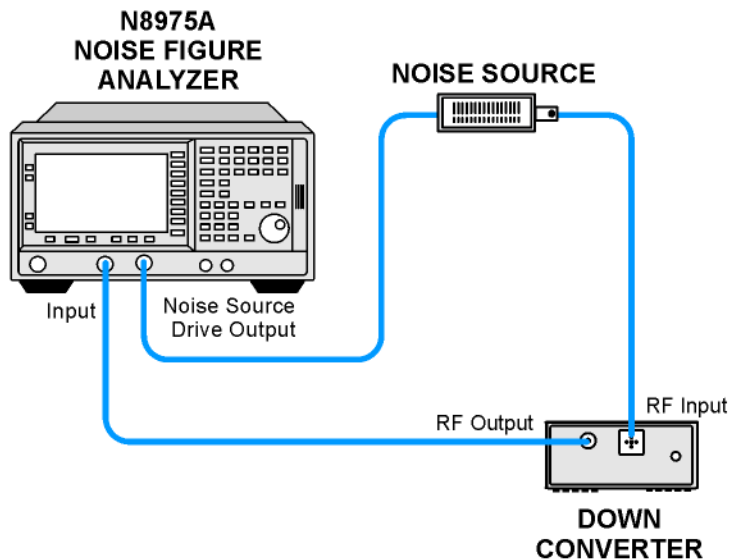 N8975A
NOISE FIGURE
ANALYZER
NOISE SOURCE
Input
Noise Source
Drive Output
RF Output
RF Input
DOWN
CONVERTER